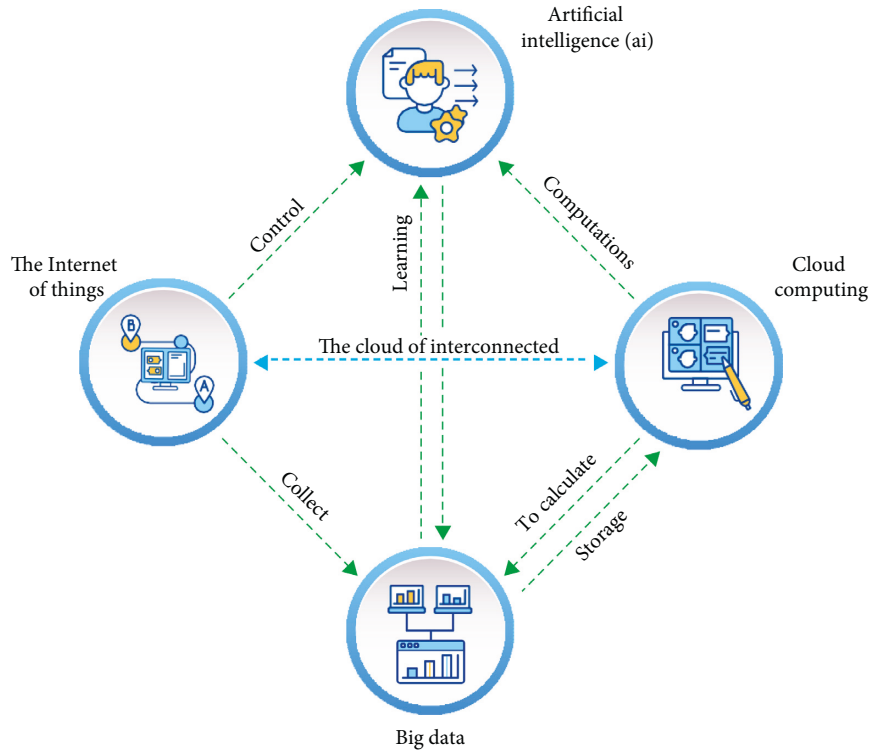 Artificial
intelligence (ai)
Control
Learning
Computations
The Internet
of things
Cloud
computing
B
A
The cloud of interconnected
Collect
To calculate
Storage
Big data